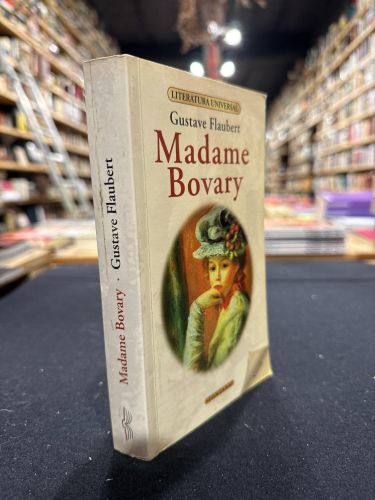 LITERATURA UNIVERSAL
Gustave Flaubert
Madame
Bovary
Madame Bovary · Gustave Flaubert